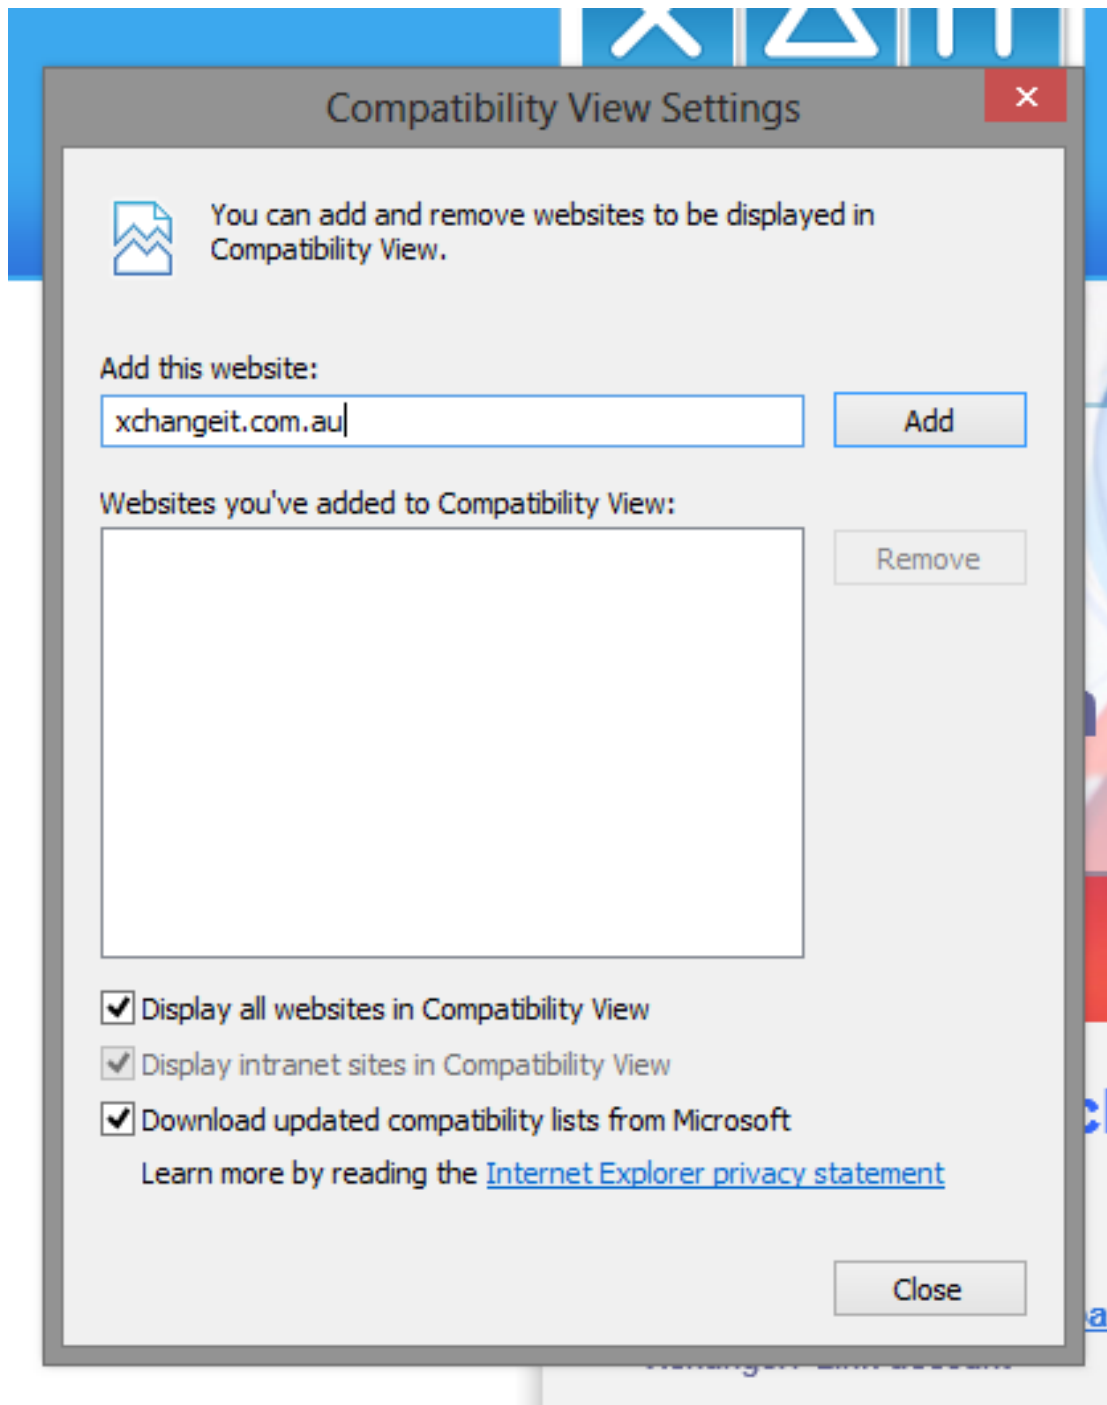 Compatibility View Settings
You can add and remove websites to be displayed in
Compatibility View.
Add this website:
xchangeit.com.au
Add
Websites you've added to Compatibility View:
Remove
Display all websites in Compatibility View
Display intranet sites in Compatibility View
Download updated compatibility lists from Microsoft
Learn more by reading the Internet Explorer privacy statement
Close